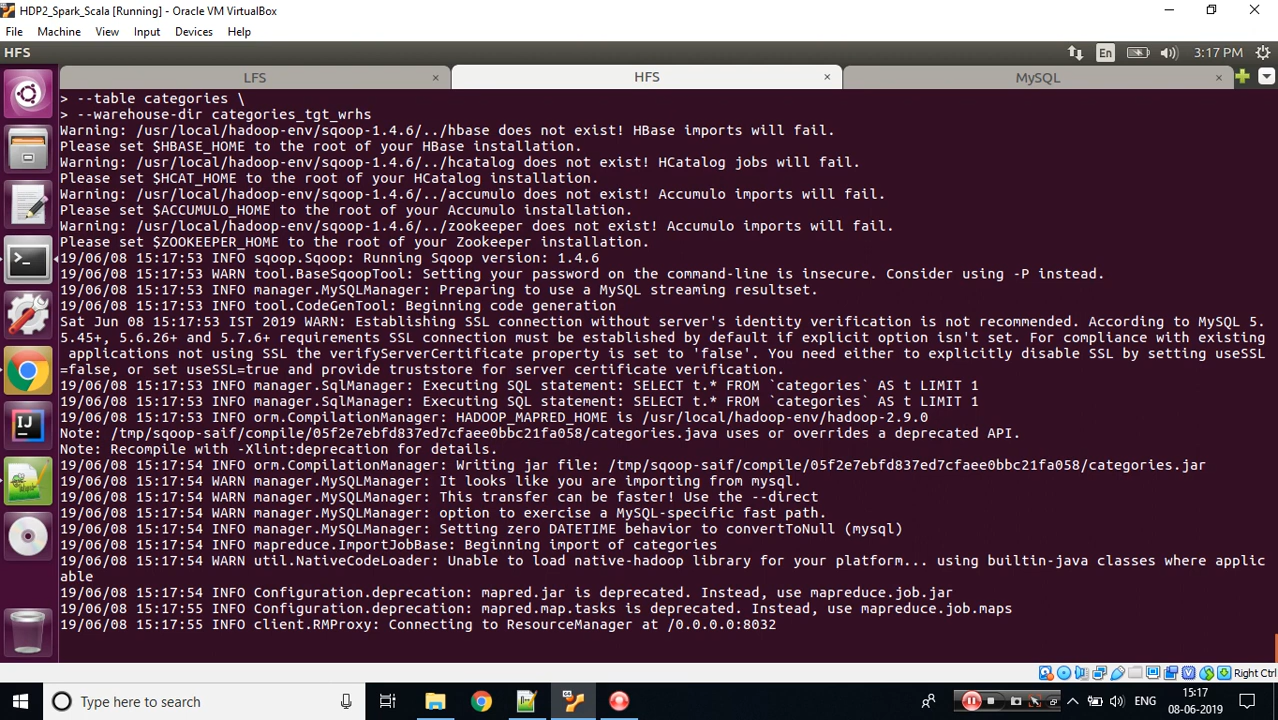 HDP2_Spark_Scala [Running] - Oracle VM VirtualBox
File Machine View Input Devices Help
HFS En 3:17 PM
LFS × HFS × MySQL ×
> --table categories \
> --warehouse-dir categories_tgt_wrhs
Warning: /usr/local/hadoop-env/sqoop-1.4.6/../hbase does not exist! HBase imports will fail.
Please set $HBASE_HOME to the root of your HBase installation.
Warning: /usr/local/hadoop-env/sqoop-1.4.6/../hcatalog does not exist! HCatalog jobs will fail.
Please set $HCAT_HOME to the root of your HCatalog installation.
Warning: /usr/local/hadoop-env/sqoop-1.4.6/../accumulo does not exist! Accumulo imports will fail.
Please set $ACCUMULO_HOME to the root of your Accumulo installation.
Warning: /usr/local/hadoop-env/sqoop-1.4.6/../zookeeper does not exist! Accumulo imports will fail.
Please set $ZOOKEEPER_HOME to the root of your Zookeeper installation.
19/06/08 15:17:53 INFO sqoop.Sqoop: Running Sqoop version: 1.4.6
19/06/08 15:17:53 WARN tool.BaseSqoopTool: Setting your password on the command-line is insecure. Consider using -P instead.
19/06/08 15:17:53 INFO manager.MySQLManager: Preparing to use a MySQL streaming resultset.
19/06/08 15:17:53 INFO tool.CodeGenTool: Beginning code generation
Sat Jun 08 15:17:53 IST 2019 WARN: Establishing SSL connection without server's identity verification is not recommended. According to MySQL 5.
5.45+, 5.6.26+ and 5.7.6+ requirements SSL connection must be established by default if explicit option isn't set. For compliance with existing
applications not using SSL the verifyServerCertificate property is set to 'false'. You need either to explicitly disable SSL by setting useSSL
=false, or set useSSL=true and provide truststore for server certificate verification.
19/06/08 15:17:53 INFO manager.SqlManager: Executing SQL statement: SELECT t.* FROM `categories` AS t LIMIT 1
19/06/08 15:17:53 INFO manager.SqlManager: Executing SQL statement: SELECT t.* FROM `categories` AS t LIMIT 1
19/06/08 15:17:53 INFO orm.CompilationManager: HADOOP_MAPRED_HOME is /usr/local/hadoop-env/hadoop-2.9.0
Note: /tmp/sqoop-saif/compile/05f2e7ebfd837ed7cfaee0bbc21fa058/categories.java uses or overrides a deprecated API.
Note: Recompile with -Xlint:deprecation for details.
19/06/08 15:17:54 INFO orm.CompilationManager: Writing jar file: /tmp/sqoop-saif/compile/05f2e7ebfd837ed7cfaee0bbc21fa058/categories.jar
19/06/08 15:17:54 WARN manager.MySQLManager: It looks like you are importing from mysql.
19/06/08 15:17:54 WARN manager.MySQLManager: This transfer can be faster! Use the --direct
19/06/08 15:17:54 WARN manager.MySQLManager: option to exercise a MySQL-specific fast path.
19/06/08 15:17:54 INFO manager.MySQLManager: Setting zero DATETIME behavior to convertToNull (mysql)
19/06/08 15:17:54 INFO mapreduce.ImportJobBase: Beginning import of categories
19/06/08 15:17:54 WARN util.NativeCodeLoader: Unable to load native-hadoop library for your platform... using builtin-java classes where applic
able
19/06/08 15:17:54 INFO Configuration.deprecation: mapred.jar is deprecated. Instead, use mapreduce.job.jar
19/06/08 15:17:55 INFO Configuration.deprecation: mapred.map.tasks is deprecated. Instead, use mapreduce.job.maps
19/06/08 15:17:55 INFO client.RMProxy: Connecting to ResourceManager at /0.0.0.0:8032
Right Ctrl
Type here to search
ENG
15:17
08-06-2019